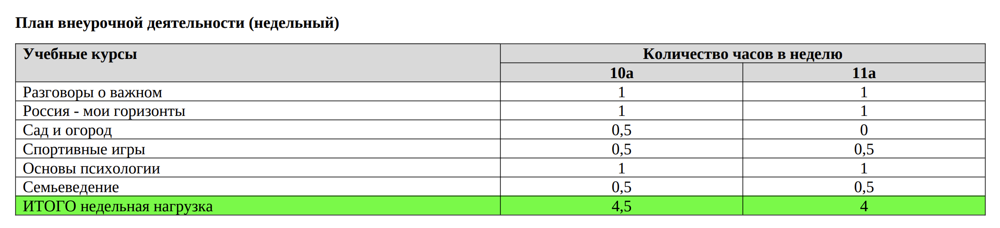 План внеурочной деятельности (недельный)
Учебные курсы Количество часов в неделю
10а 11а
Разговоры о важном 1 1
Россия - мои горизонты 1 1
Сад и огород 0,5 0
Спортивные игры 0,5 0,5
Основы психологии 1 1
Семьеведение 0,5 0,5
ИТОГО недельная нагрузка 4,5 4